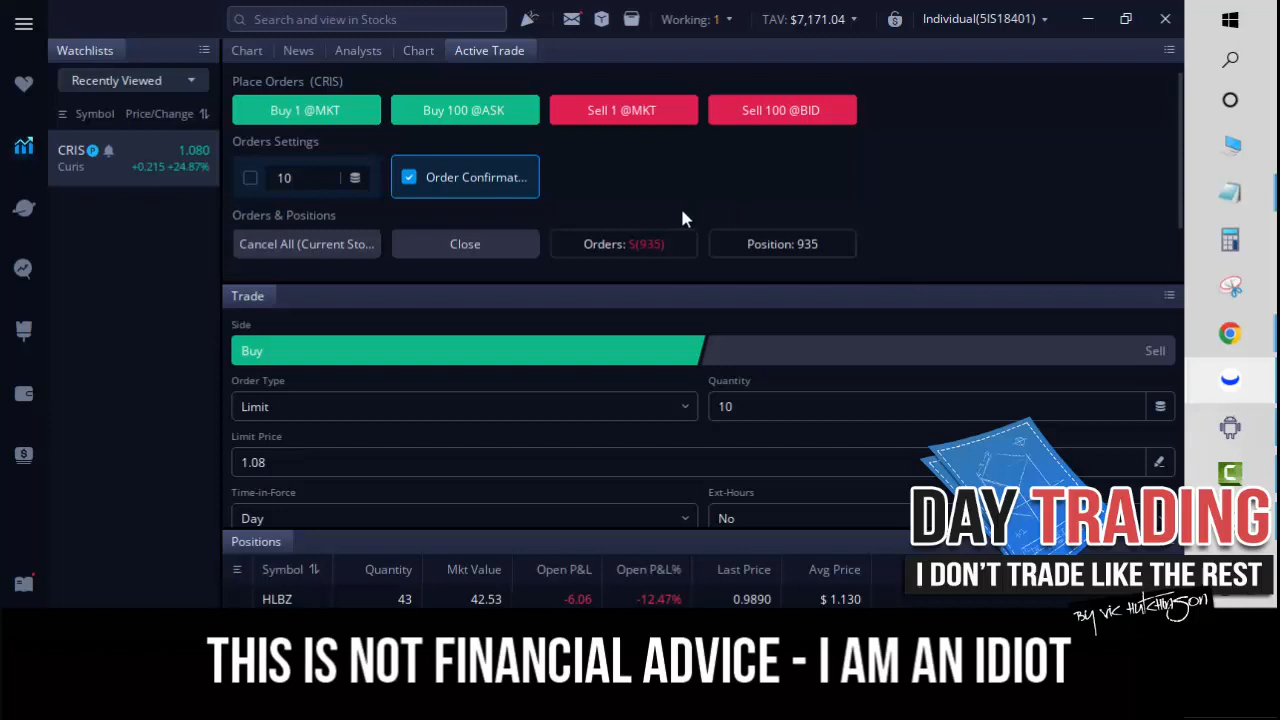 Search and view in Stocks
Working: 1
TAV: $7,171.04
Individual(5IS18401)
Watchlists
Chart
News
Analysts
Chart
Active Trade
Recently Viewed
Symbol
Price/Change
CRIS
P
1.080
Curis
+0.215 +24.87%
Place Orders (CRIS)
Buy 1 @MKT
Buy 100 @ASK
Sell 1 @MKT
Sell 100 @BID
Orders Settings
10
Order Confirmat...
Orders & Positions
Cancel All (Current Sto...
Close
Orders: S(935)
Position: 935
Trade
Side
Buy
Sell
Order Type
Quantity
Limit
10
Limit Price
1.08
Time-in-Force
Ext-Hours
Day
No
Positions
Symbol
Quantity
Mkt Value
Open P&L
Open P&L%
Last Price
Avg Price
HLBZ
43
42.53
-6.06
-12.47%
0.9890
$ 1.130
DAY TRADING
I DON'T TRADE LIKE THE REST
by Vic Hutchinson
THIS IS NOT FINANCIAL ADVICE - I AM AN IDIOT